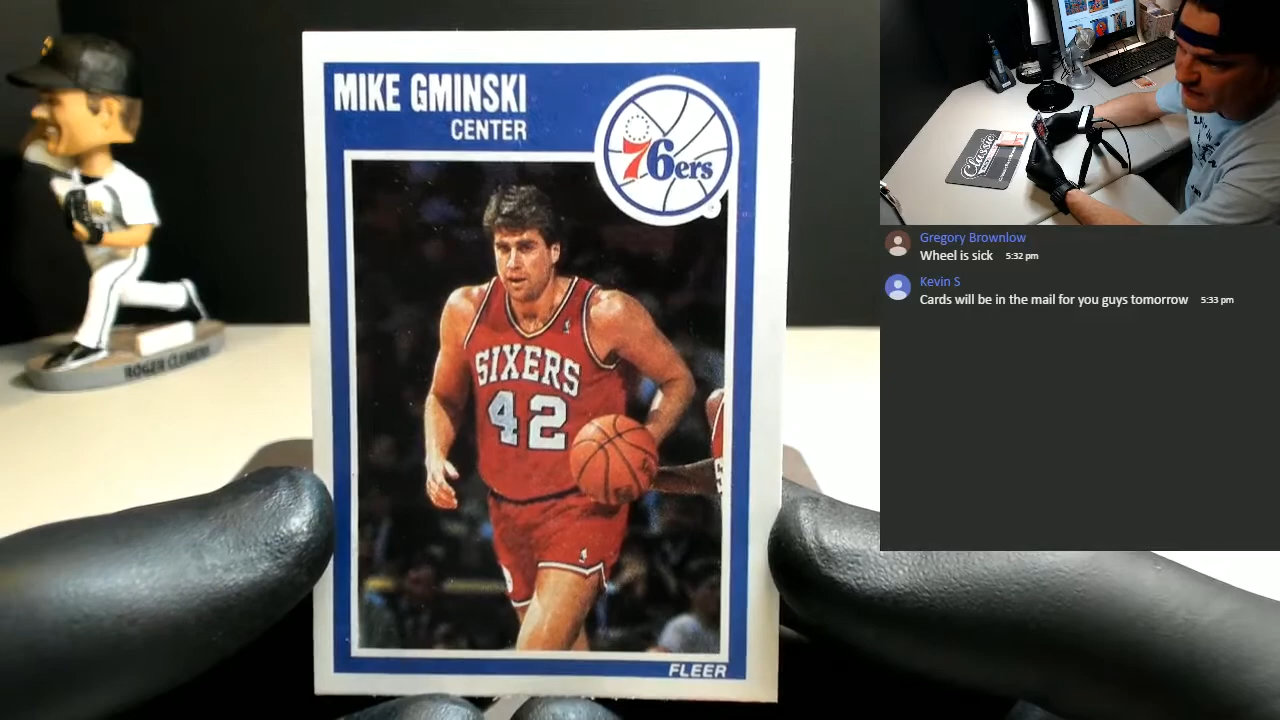 MIKE GMINSKI
CENTER
76ers
SIXERS
42
FLEER
ROGER CLEMENS
Classic
Gregory Brownlow
Wheel is sick 5:32 pm
Kevin S
Cards will be in the mail for you guys tomorrow 5:33 pm